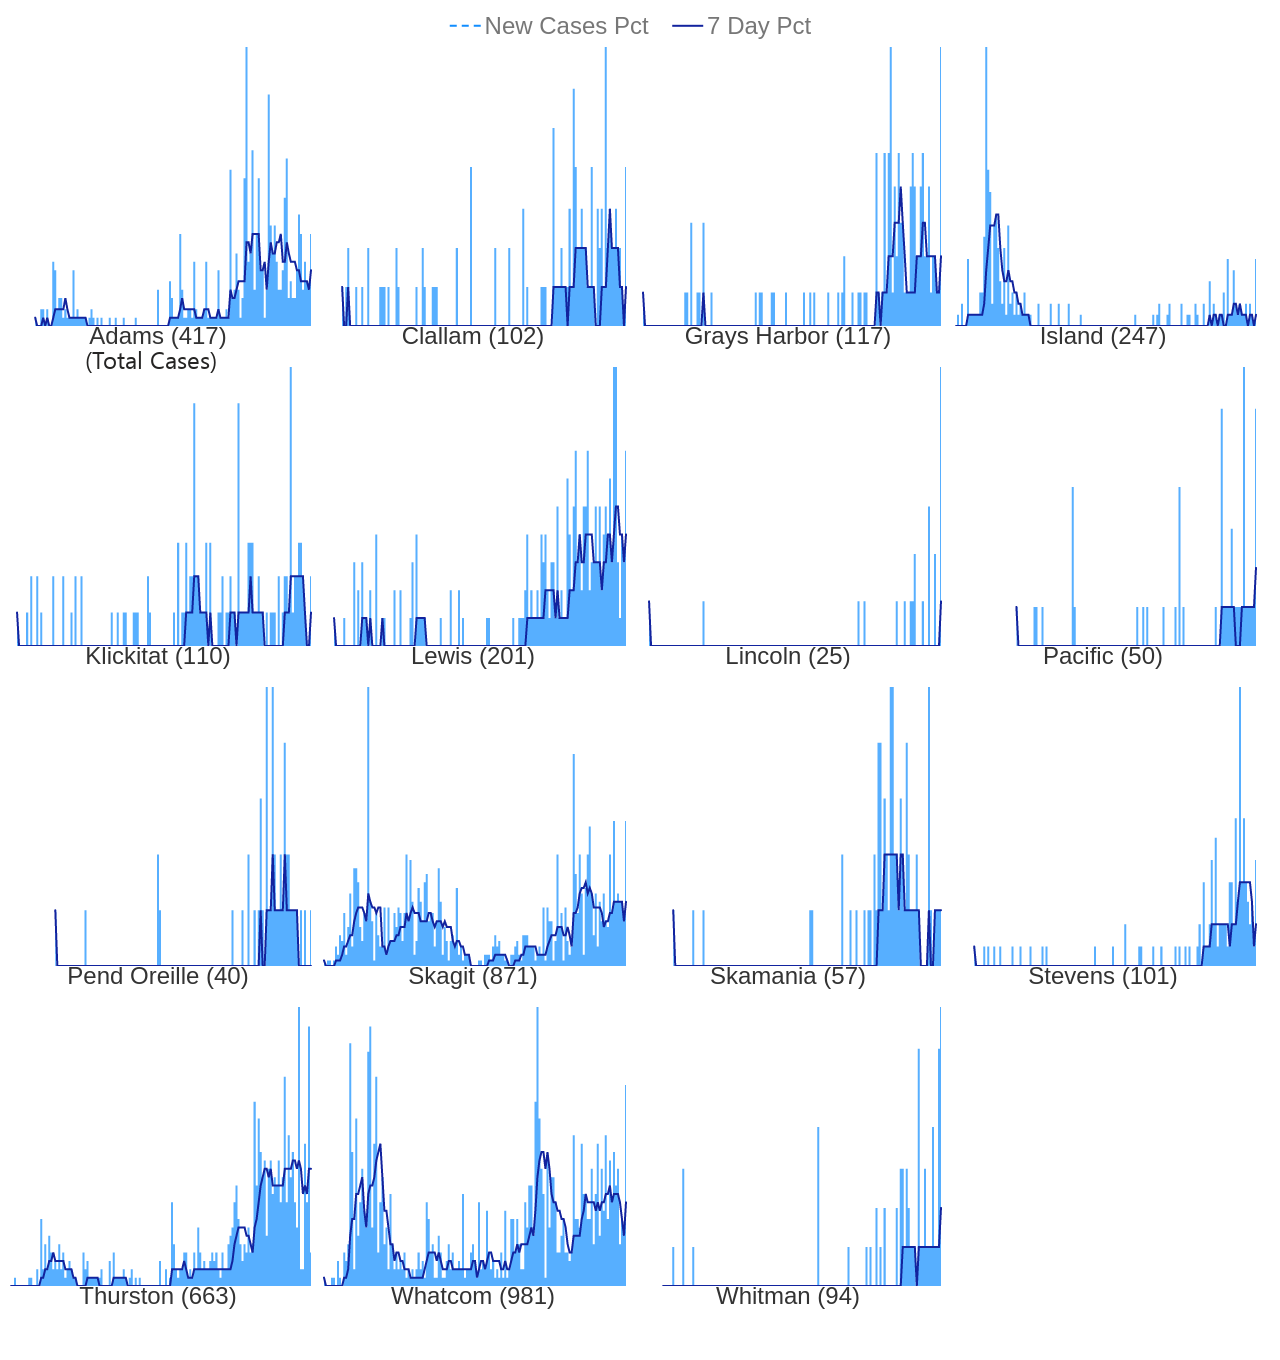 New Cases Pct 7 Day Pct
Adams (417) Clallam (102) Grays Harbor (117) Island (247)
(Total Cases)
Klickitat (110) Lewis (201) Lincoln (25) Pacific (50)
Pend Oreille (40) Skagit (871) Skamania (57) Stevens (101)
Thurston (663) Whatcom (981) Whitman (94)